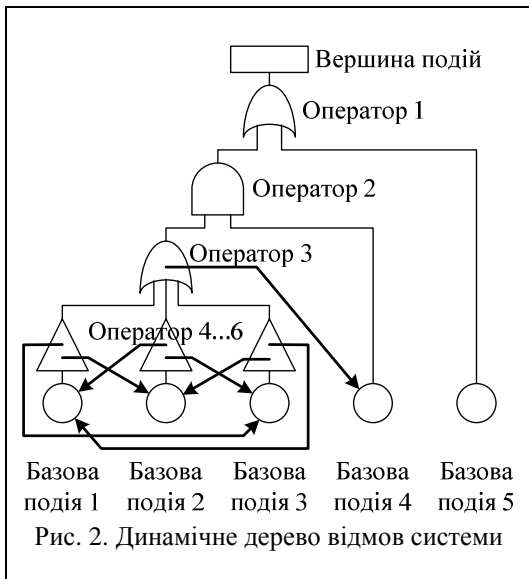 Вершина подій
Оператор 1
Оператор 2
Оператор 3
Оператор 4...6
Базова подія 1
Базова подія 2
Базова подія 3
Базова подія 4
Базова подія 5
Рис. 2. Динамічне дерево відмов системи